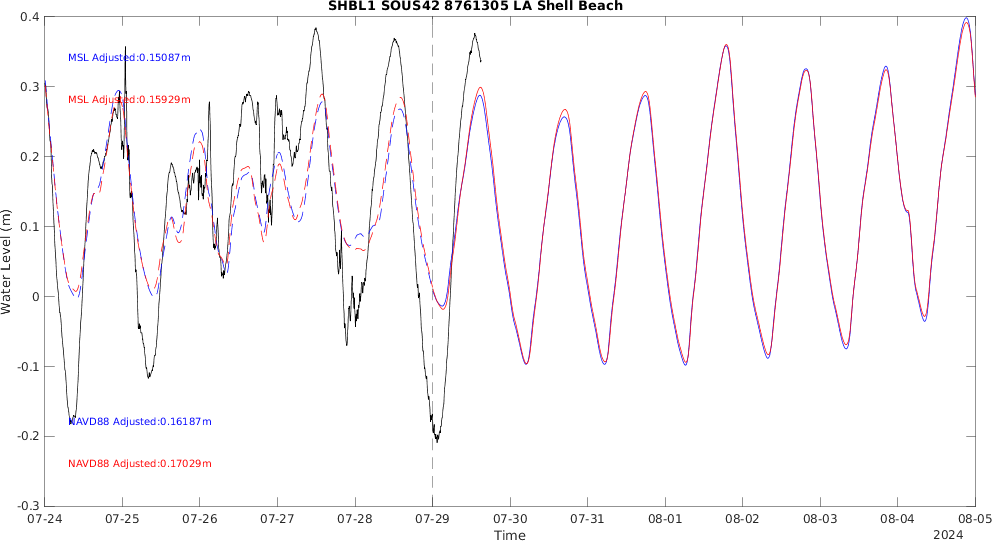 SHBL1 SOUS42 8761305 LA Shell Beach
0.4
MSL Adjusted:0.15087m
0.3
MSL Adjusted:0.15929m
0.2
Water Level (m)
0.1
0
-0.1
NAVD88 Adjusted:0.16187m
-0.2
NAVD88 Adjusted:0.17029m
-0.3
07-24 07-25 07-26 07-27 07-28 07-29 07-30 07-31 08-01 08-02 08-03 08-04 08-05
Time
2024